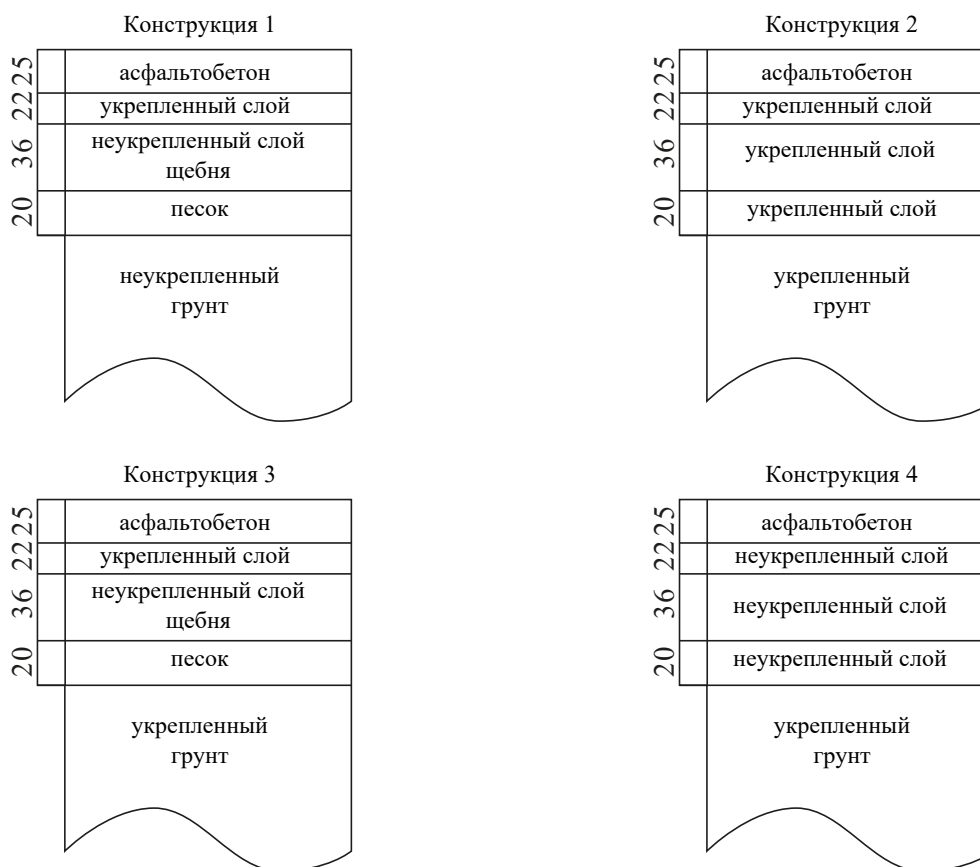 Конструкция 1
25
асфальтобетон
22
укрепленный слой
36
неукрепленный слой
щебня
20
песок
неукрепленный
грунт
Конструкция 2
25
асфальтобетон
22
укрепленный слой
36
укрепленный слой
20
укрепленный слой
укрепленный
грунт
Конструкция 3
25
асфальтобетон
22
укрепленный слой
36
неукрепленный слой
щебня
20
песок
укрепленный
грунт
Конструкция 4
25
асфальтобетон
22
неукрепленный слой
36
неукрепленный слой
20
неукрепленный слой
укрепленный
грунт